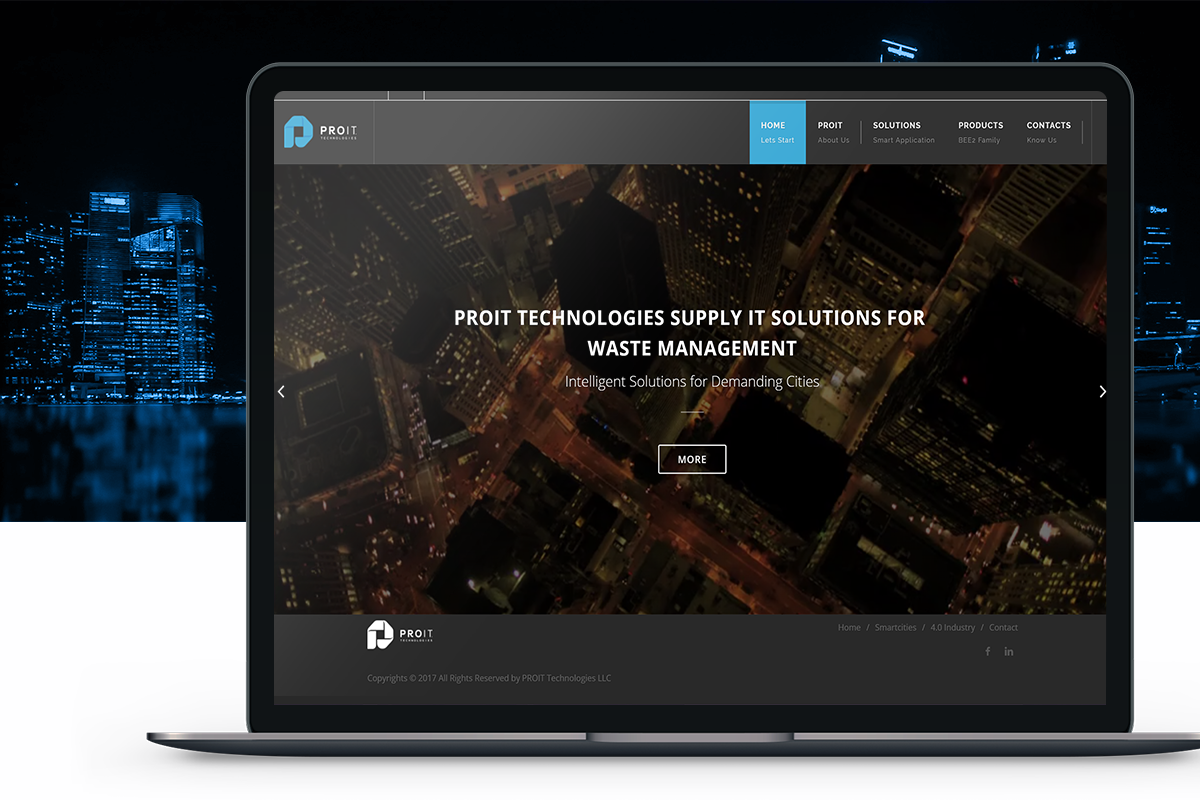 UOB
PROIT
TECHNOLOGIES
HOME
Lets Start
PROIT
About Us
SOLUTIONS
Smart Application
PRODUCTS
BEEz Family
CONTACTS
Know Us
PROIT TECHNOLOGIES SUPPLY IT SOLUTIONS FOR
WASTE MANAGEMENT
Intelligent Solutions for Demanding Cities
MORE
PROIT
TECHNOLOGIES
Home / Smartcities / 4.0 Industry / Contact
f in
Copyrights © 2017 All Rights Reserved by PROIT Technologies LLC